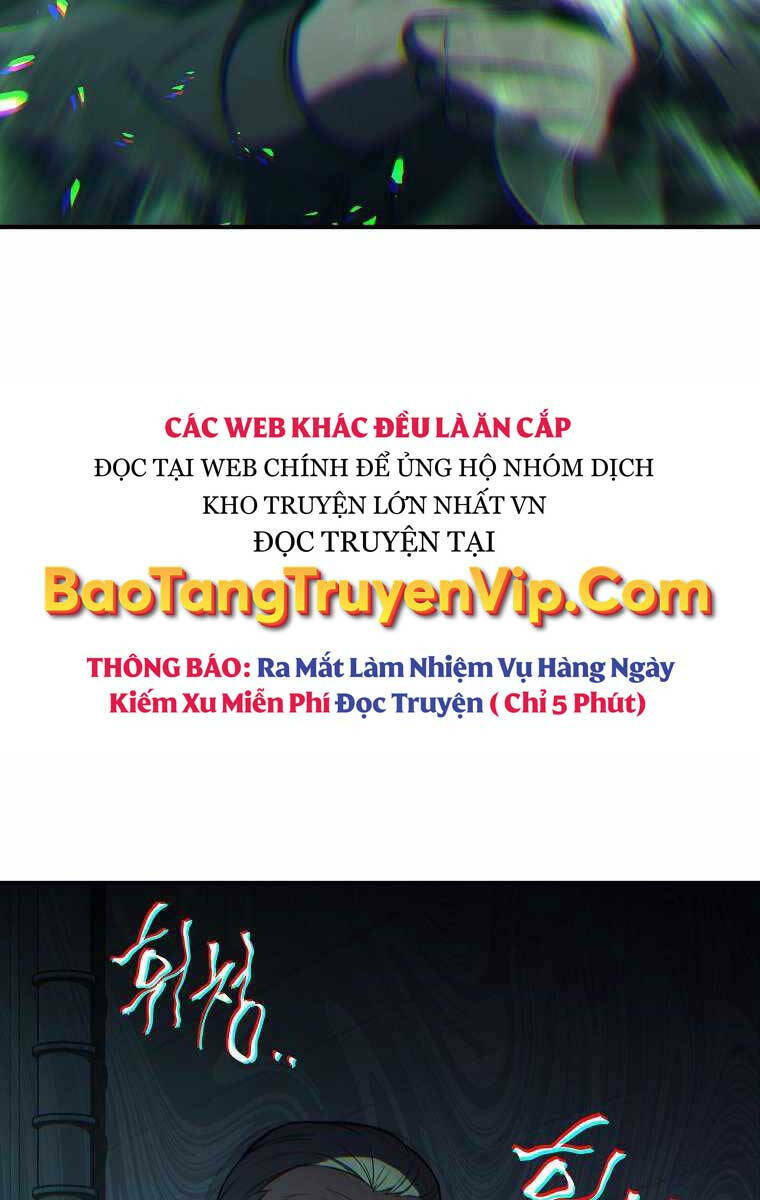 CÁC WEB KHÁC ĐỀU LÀ ĂN CẮP
ĐỌC TẠI WEB CHÍNH ĐỂ ỦNG HỘ NHÓM DỊCH
KHO TRUYỆN LỚN NHẤT VN
ĐỌC TRUYỆN TẠI
BaoTangTruyenVip.Com
THÔNG BÁO: Ra Mắt Làm Nhiệm Vụ Hàng Ngày
Kiếm Xu Miễn Phí Đọc Truyện ( Chỉ 5 Phút)
휘청..
휘